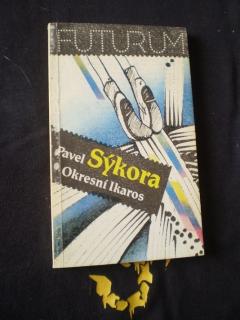 FUTURUM
Pavel Sýkora
Okresní Ikaros